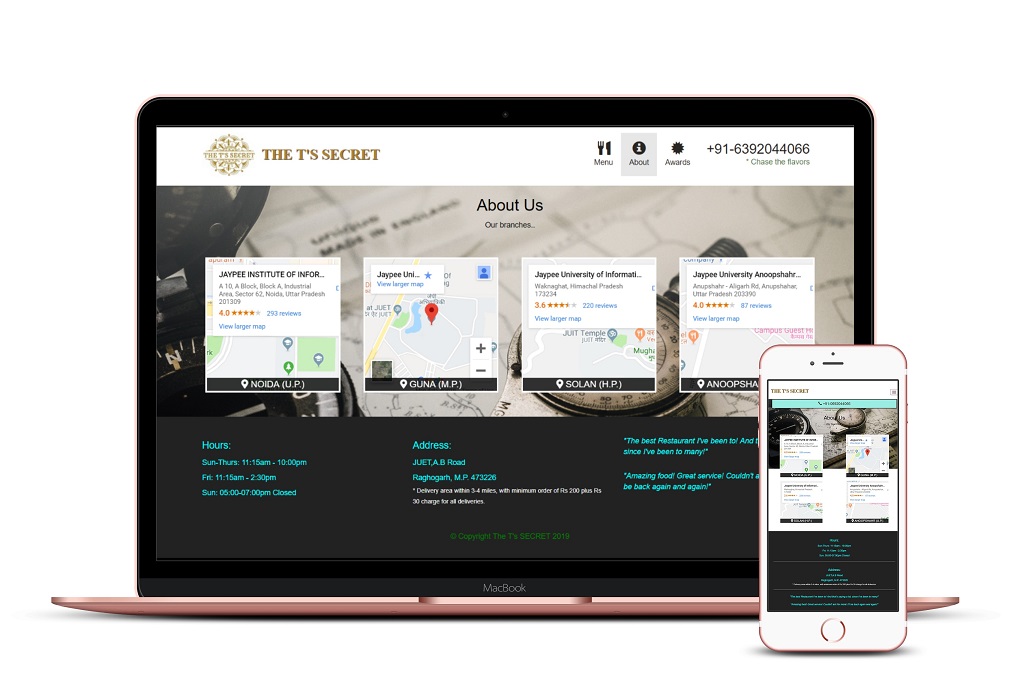 THE T'S SECRET
THE T'S SECRET
Menu
About
Awards
+91-6392044066
* Chase the flavors
MADE IN ENGLAND
About Us
Our branches..
JAYPEE INSTITUTE OF INFOR...
A 10, A Block, Block A, Industrial
Area, Sector 62, Noida, Uttar Pradesh
201309
4.0
293 reviews
View larger map
NOIDA (U.P.)
Jaypee Uni...
View larger map
at JUET
+
−
GUNA (M.P.)
Jaypee University of Informati...
Waknaghat, Himachal Pradesh
173234
3.6
220 reviews
View larger map
JUIT Temple
Mugha
SOLAN (H.P.)
Jaypee University Anoopshahr...
Anupshahr - Aligarh Rd, Anupshahar,
Uttar Pradesh 203390
4.0
87 reviews
View larger map
Campus Guest H
ANOOPSHA
Hours:
Sun-Thurs: 11:15am - 10:00pm
Fri: 11:15am - 2:30pm
Sun: 05:00-07:00pm Closed
Address:
JUET,A.B Road
Raghogarh, M.P. 473226
* Delivery area within 3-4 miles, with minimum order of Rs 200 plus Rs
30 charge for all deliveries.
"The best Restaurant I've been to! And t
since I've been to many!"
"Amazing food! Great service! Couldn't a
be back again and again!"
© Copyright The T's SECRET 2019
MacBook
THE T'S SECRET
+91-6392044066
About Us
Hours:
Address: